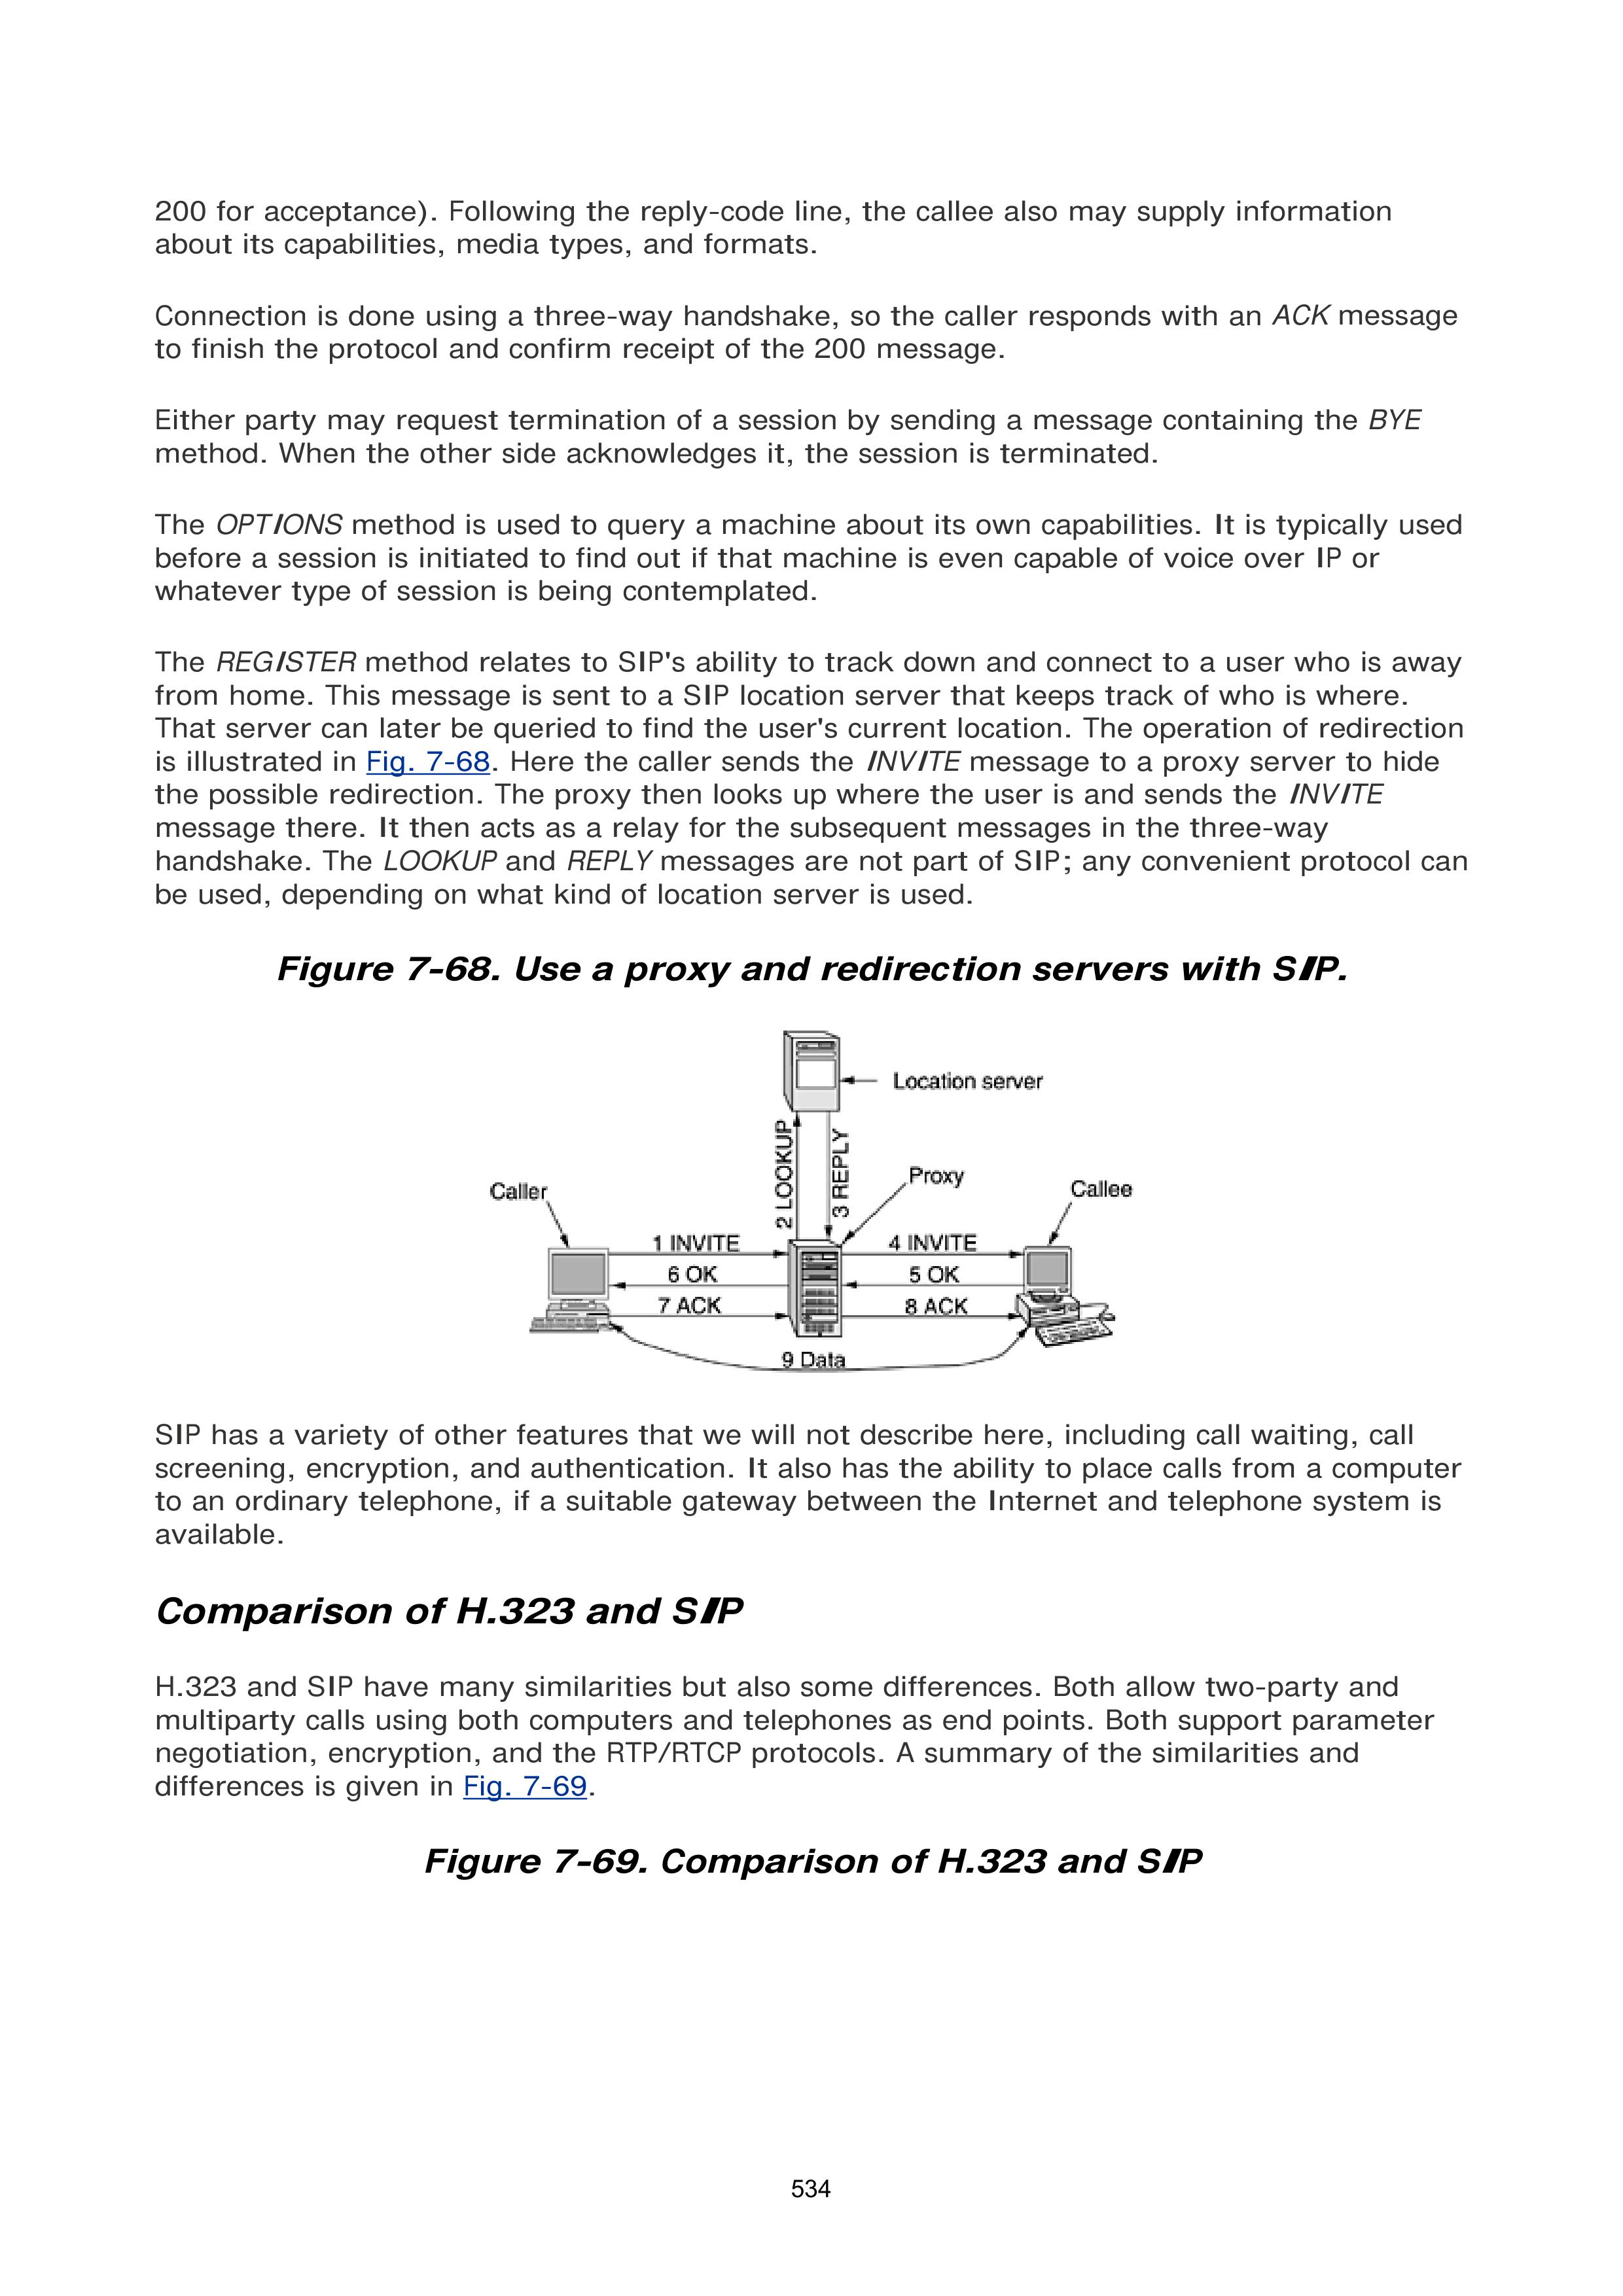 200 for acceptance). Following the reply-code line, the callee also may supply information
about its capabilities, media types, and formats.
Connection is done using a three-way handshake, so the caller responds with an ACK message
to finish the protocol and confirm receipt of the 200 message.
Either party may request termination of a session by sending a message containing the BYE
method. When the other side acknowledges it, the session is terminated.
The OPTIONS method is used to query a machine about its own capabilities. It is typically used
before a session is initiated to find out if that machine is even capable of voice over IP or
whatever type of session is being contemplated.
The REGISTER method relates to SIP's ability to track down and connect to a user who is away
from home. This message is sent to a SIP location server that keeps track of who is where.
That server can later be queried to find the user's current location. The operation of redirection
is illustrated in Fig. 7-68. Here the caller sends the INVITE message to a proxy server to hide
the possible redirection. The proxy then looks up where the user is and sends the INVITE
message there. It then acts as a relay for the subsequent messages in the three-way
handshake. The LOOKUP and REPLY messages are not part of SIP; any convenient protocol can
be used, depending on what kind of location server is used.
Figure 7-68. Use a proxy and redirection servers with SIP.
Location server
2 LOOKUP
3 REPLY
Proxy
Caller
Callee
1 INVITE
4 INVITE
6 OK
5 OK
7 ACK
8 ACK
9 Data
SIP has a variety of other features that we will not describe here, including call waiting, call
screening, encryption, and authentication. It also has the ability to place calls from a computer
to an ordinary telephone, if a suitable gateway between the Internet and telephone system is
available.
Comparison of H.323 and SIP
H.323 and SIP have many similarities but also some differences. Both allow two-party and
multiparty calls using both computers and telephones as end points. Both support parameter
negotiation, encryption, and the RTP/RTCP protocols. A summary of the similarities and
differences is given in Fig. 7-69.
Figure 7-69. Comparison of H.323 and SIP
534